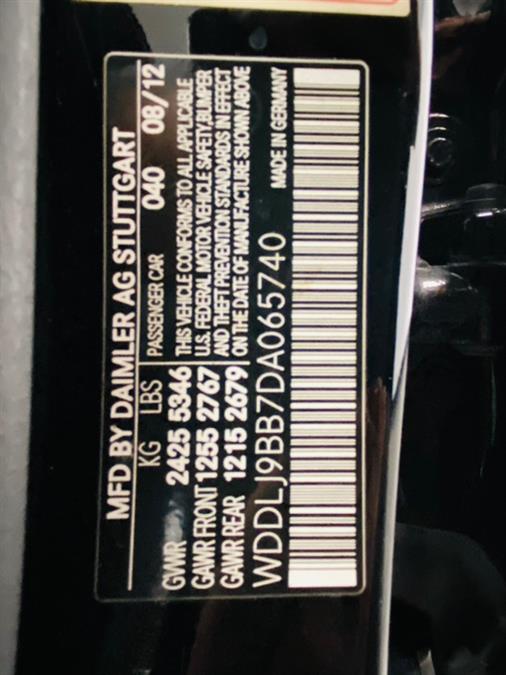 MFD BY DAIMLER AG STUTTGART
KG LBS PASSENGER CAR 040 08/12
GVWR 2425 5346
GAWR FRONT 1255 2767
GAWR REAR 1215 2679
THIS VEHICLE CONFORMS TO ALL APPLICABLE
U.S. FEDERAL MOTOR VEHICLE SAFETY,BUMPER
AND THEFT PREVENTION STANDARDS IN EFFECT
ON THE DATE OF MANUFACTURE SHOWN ABOVE
WDDLJ9BB7DA065740
MADE IN GERMANY